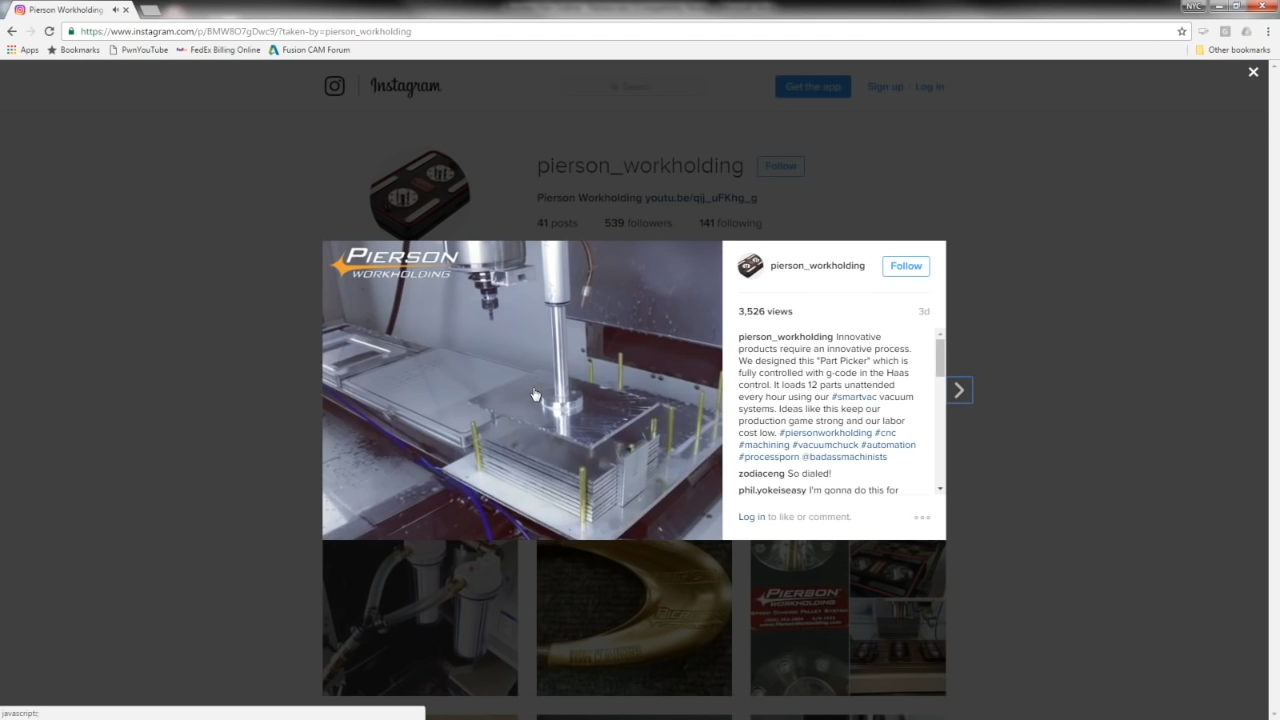 Pierson Workholding
NYC
https://www.instagram.com/p/BMW8O7gDwc9/?taken-by=pierson_workholding
Apps
Bookmarks
PwnYouTube
FedEx Billing Online
Fusion CAM Forum
Other bookmarks
Instagram
Search
Get the app
Sign up · Log in
pierson_workholding
Follow
Pierson Workholding youtu.be/qij_uFKhg_g
41 posts 539 followers 141 following
PIERSON
WORKHOLDING
pierson_workholding
Follow
3,526 views
3d
pierson_workholding Innovative
products require an innovative process.
We designed this "Part Picker" which is
fully controlled with g-code in the Haas
control. It loads 12 parts unattended
every hour using our #smartvac vacuum
systems. Ideas like this keep our
production game strong and our labor
cost low. #piersonworkholding #cnc
#machining #vacuumchuck #automation
#processporn @badassmachinists
zodiaceng So dialed!
phil.yokeiseasy I'm gonna do this for
Log in to like or comment.
PIERSON
PIERSON
WORKHOLDING
javascript: